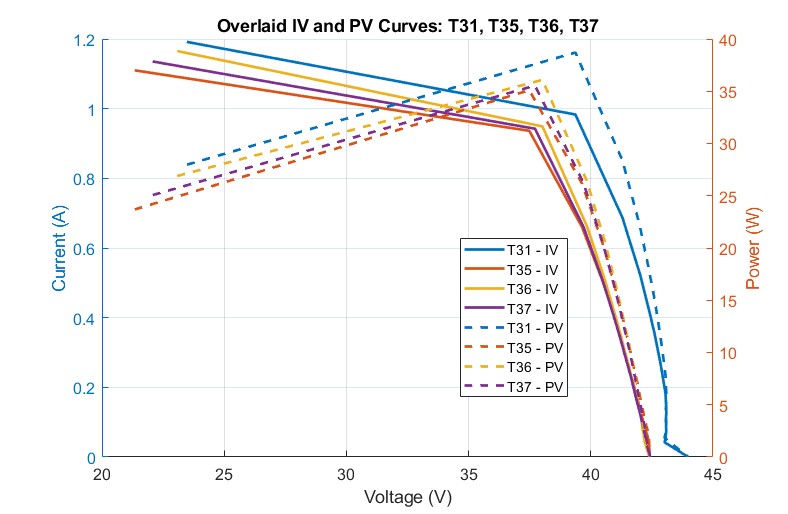 Overlaid IV and PV Curves: T31, T35, T36, T37
1.2
1
0.8
0.6
0.4
0.2
0
Current (A)
40
35
30
25
20
15
10
5
0
Power (W)
T31 - IV
T35 - IV
T36 - IV
T37 - IV
T31 - PV
T35 - PV
T36 - PV
T37 - PV
20 25 30 35 40 45
Voltage (V)